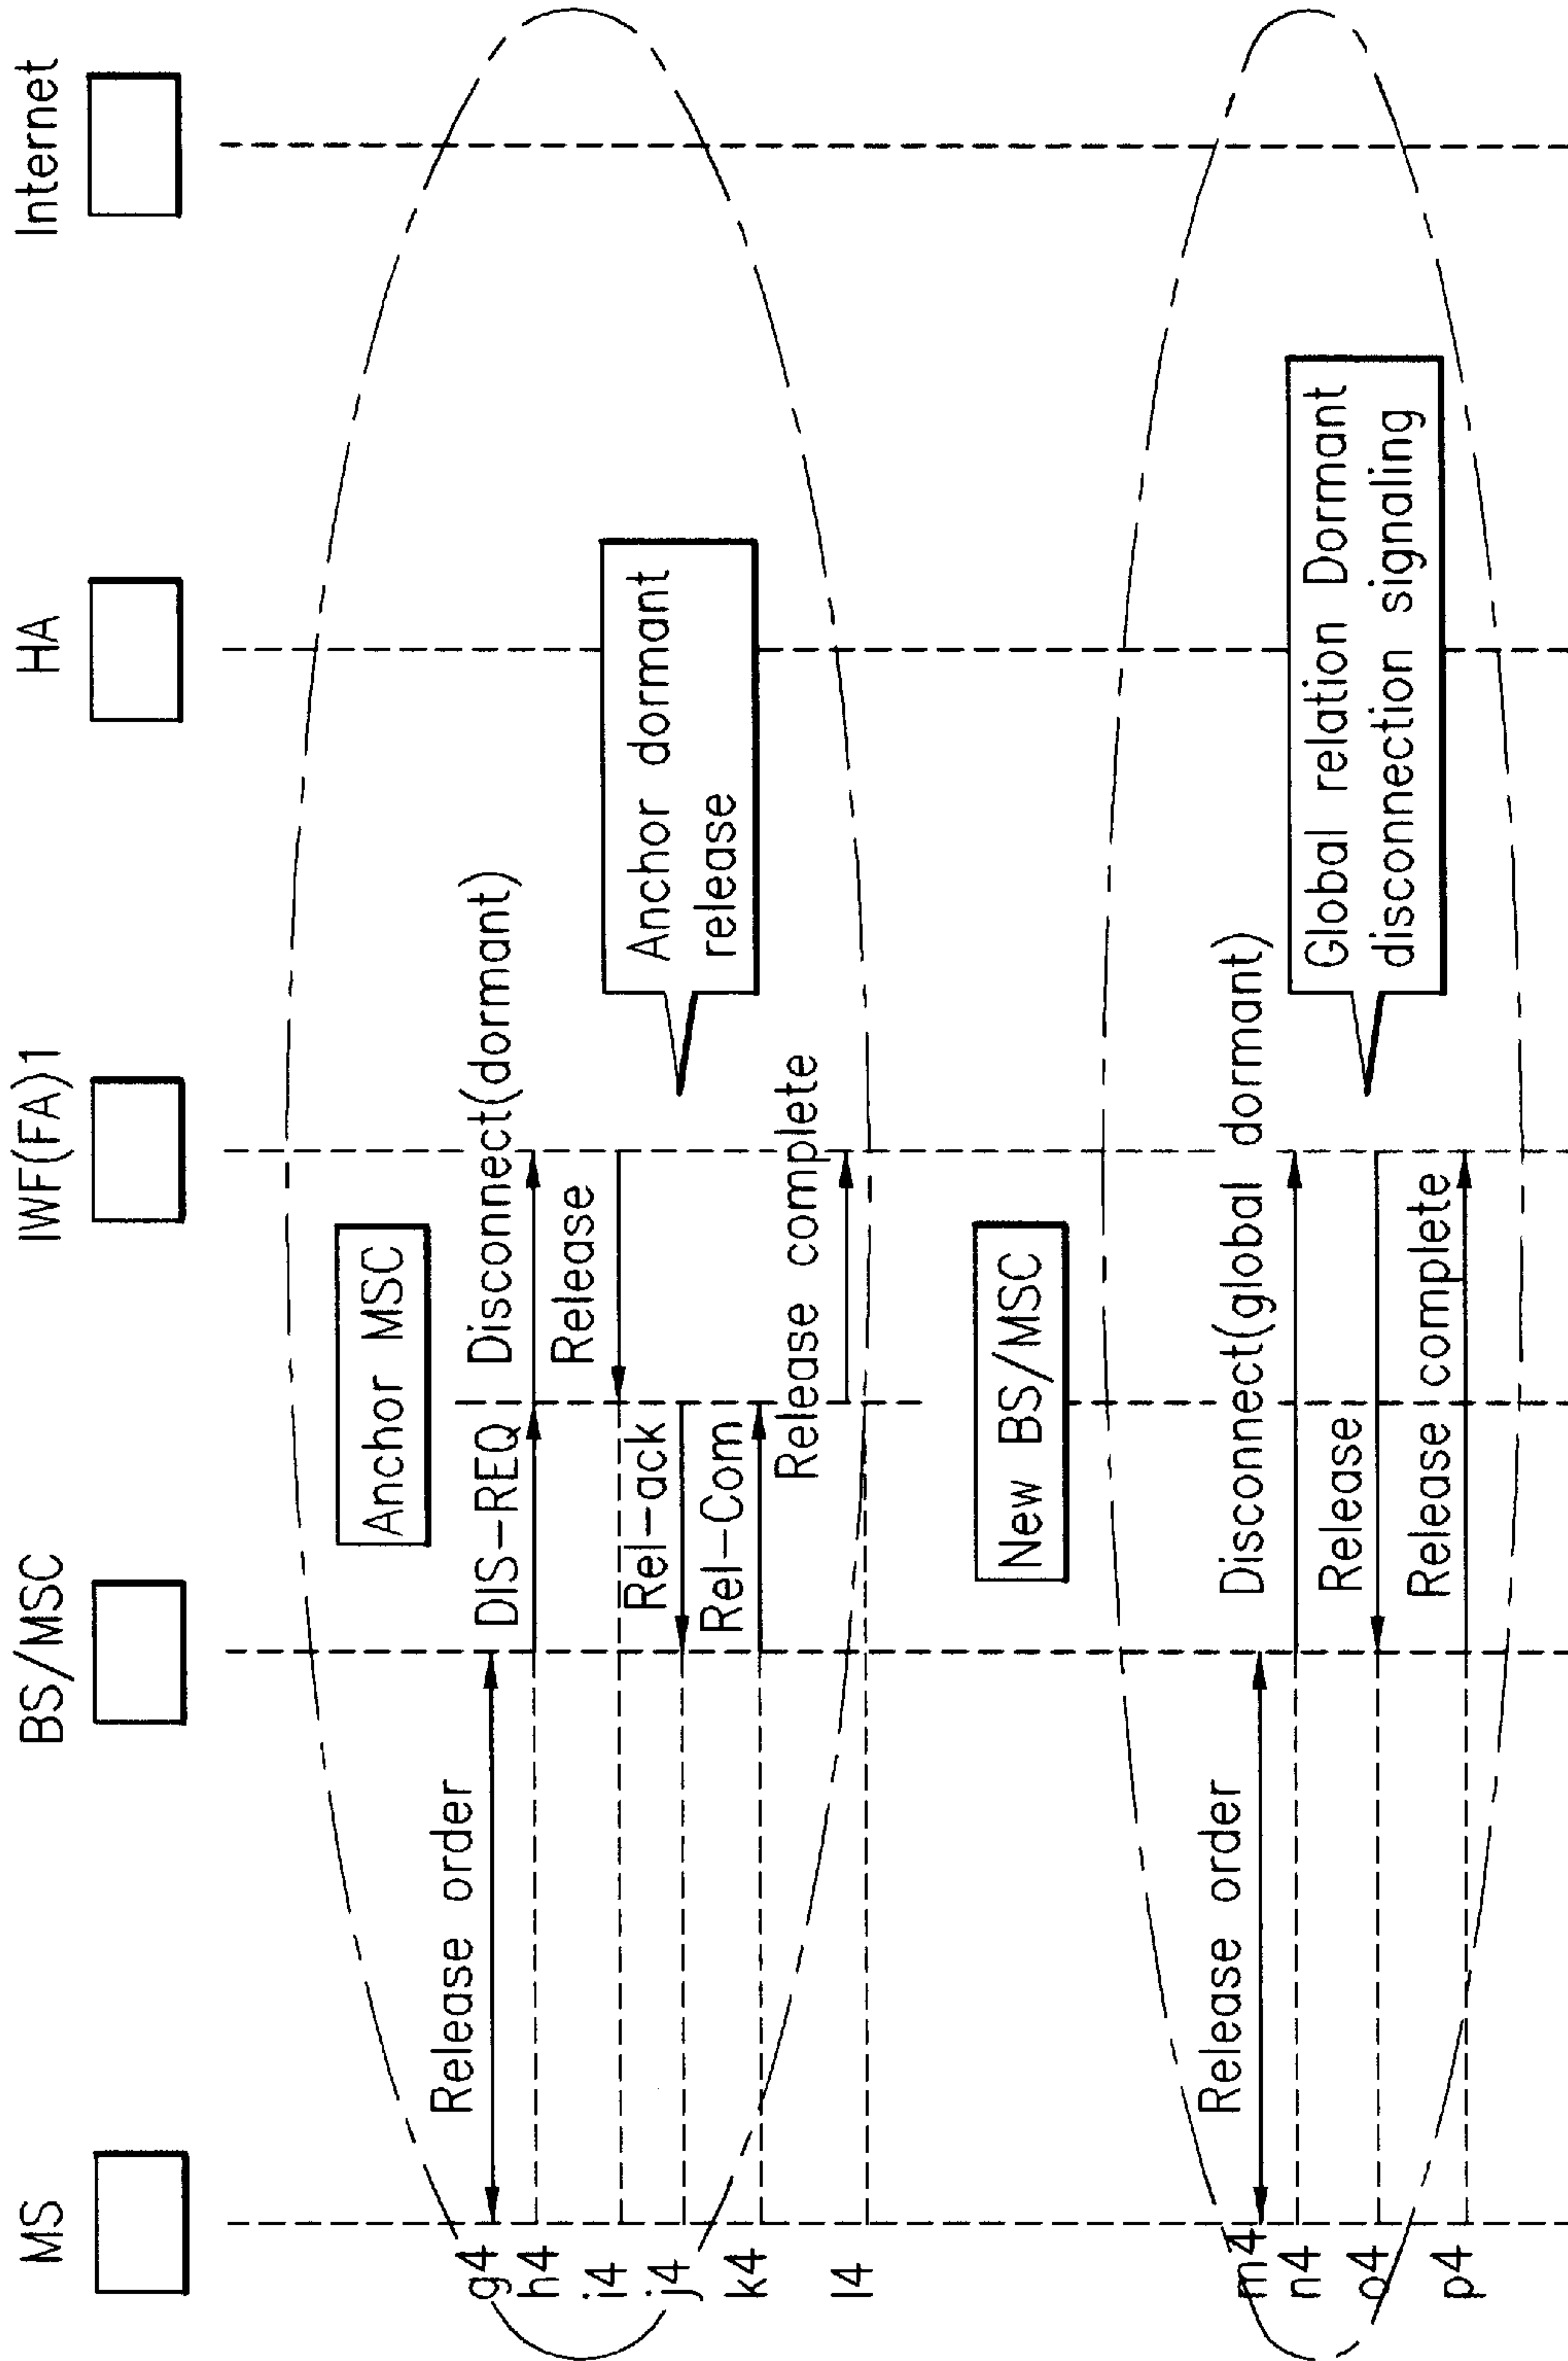 MS
BS/MSC
IWF(FA)1
HA
Internet
Anchor MSC
g4
Release order
h4
DIS-REQ
Disconnect(dormant)
i4
Release
Anchor dormant
release
j4
Rel-ack
k4
Rel-Com
l4
Release complete
New BS/MSC
m4
Release order
n4
Disconnect(global dormant)
o4
Release
Global relation Dormant
disconnection signaling
p4
Release complete